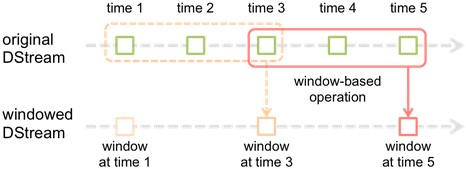 time 1 time 2 time 3 time 4 time 5
original
DStream
window-based
operation
windowed
DStream
window
at time 1
window
at time 3
window
at time 5